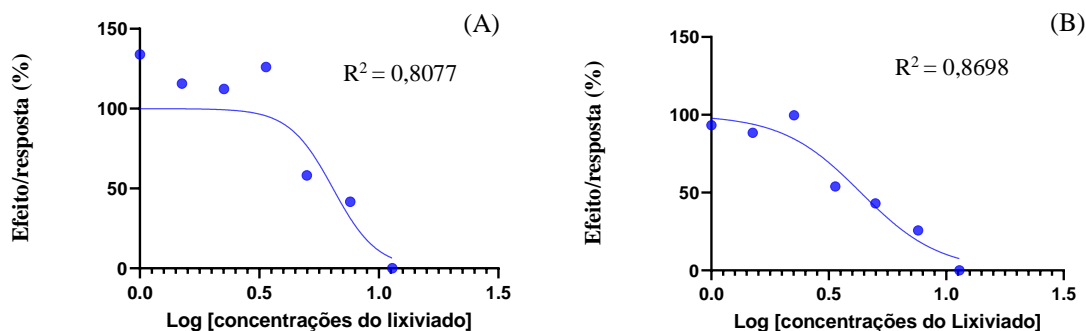 (A)
R² = 0,8077
Efeito/resposta (%)
150
100
50
0
0.0 0.5 1.0 1.5
Log [concentrações do lixiviado]
(B)
R² = 0,8698
Efeito/resposta (%)
150
100
50
0
0.0 0.5 1.0 1.5
Log [concentrações do Lixiviado]